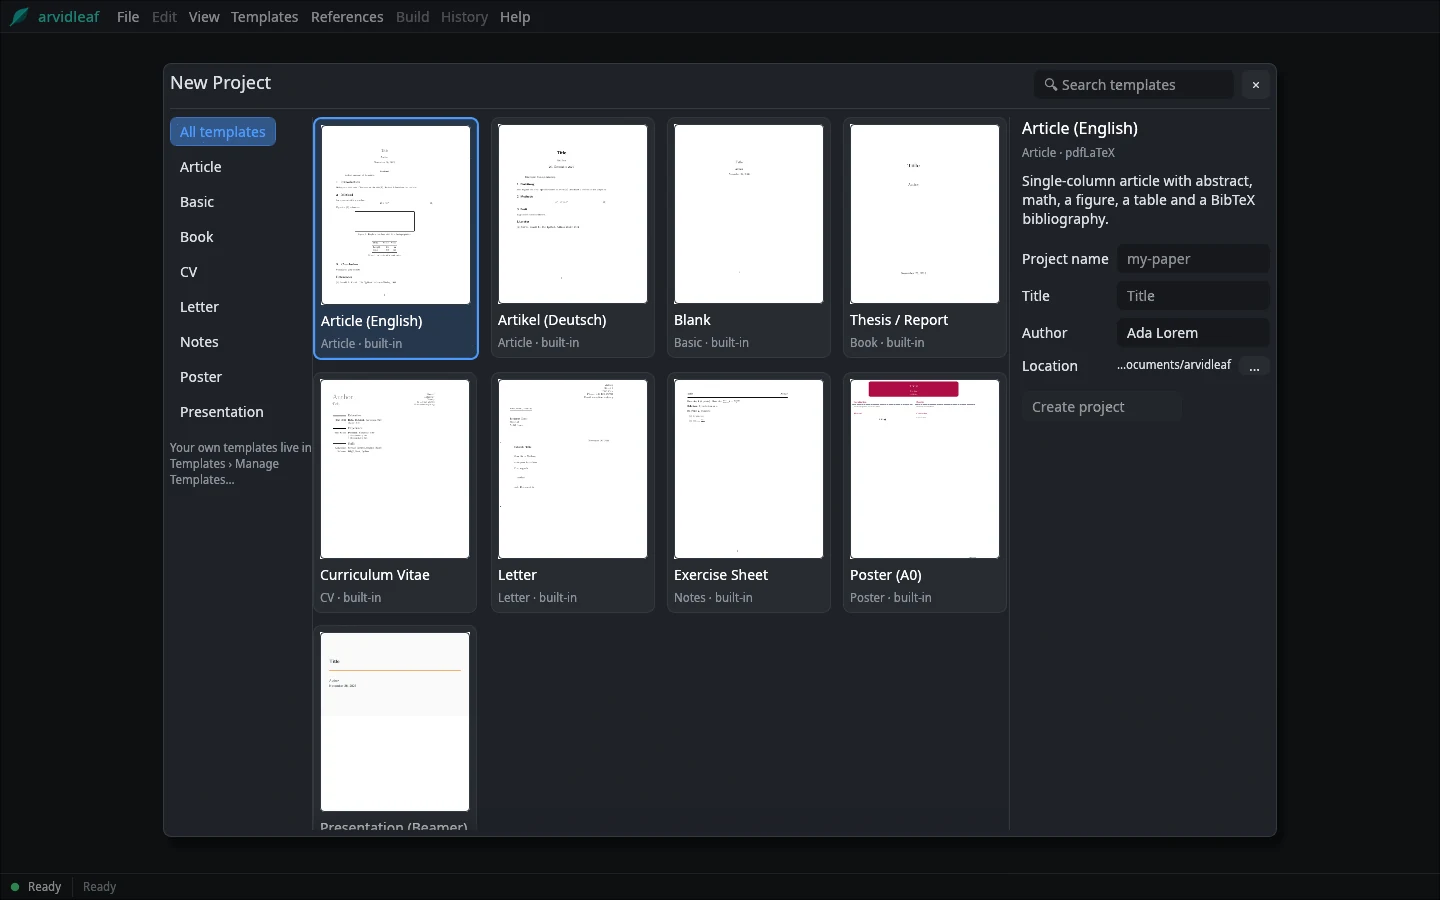 arvidleaf File Edit View Templates References Build History Help
New Project
Search templates
×
All templates
Article
Basic
Book
CV
Letter
Notes
Poster
Presentation
Your own templates live in
Templates › Manage
Templates...
Article (English)
Article · built-in
Artikel (Deutsch)
Article · built-in
Blank
Basic · built-in
Thesis / Report
Book · built-in
Curriculum Vitae
CV · built-in
Letter
Letter · built-in
Exercise Sheet
Notes · built-in
Poster (A0)
Poster · built-in
Presentation (Beamer)
Article (English)
Article · pdfLaTeX
Single-column article with abstract,
math, a figure, a table and a BibTeX
bibliography.
Project name my-paper
Title Title
Author Ada Lorem
Location ...ocuments/arvidleaf ...
Create project
Ready Ready